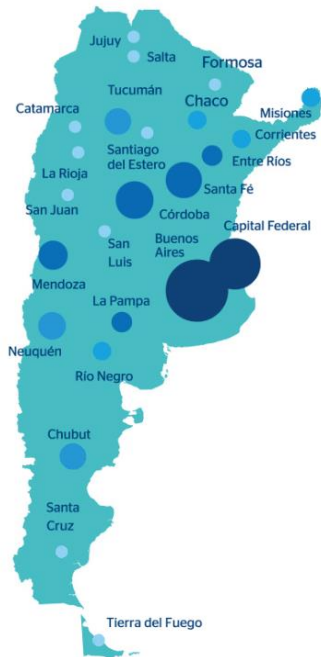 Jujuy
Salta
Formosa
Tucumán
Chaco
Catamarca
Misiones
Corrientes
Santiago
del Estero
Entre Ríos
La Rioja
Santa Fé
San Juan
Córdoba
Capital Federal
San
Luis
Buenos
Aires
Mendoza
La Pampa
Neuquén
Río Negro
Chubut
Santa
Cruz
Tierra del Fuego